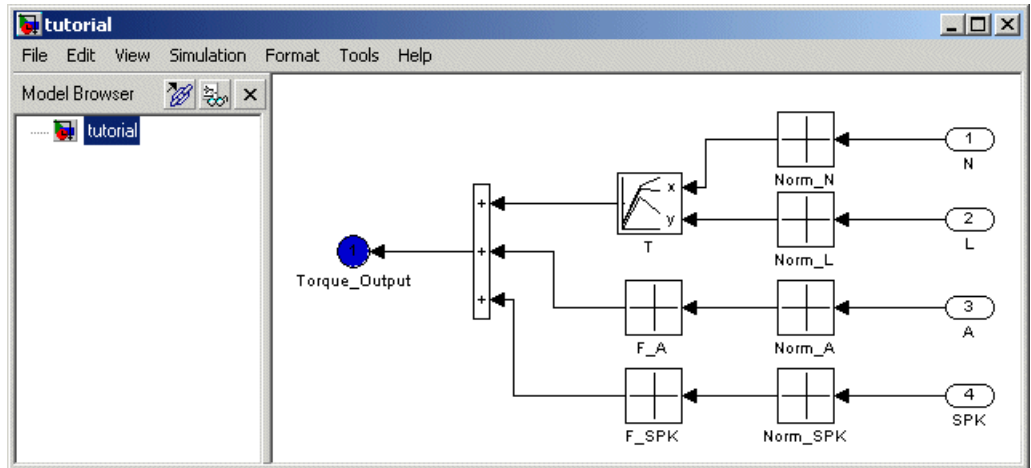 tutorial
File Edit View Simulation Format Tools Help
Model Browser
tutorial
1
N
Norm_N
x
y
T
2
L
Norm_L
+
+
+
1
Torque_Output
3
A
F_A
Norm_A
4
SPK
F_SPK
Norm_SPK